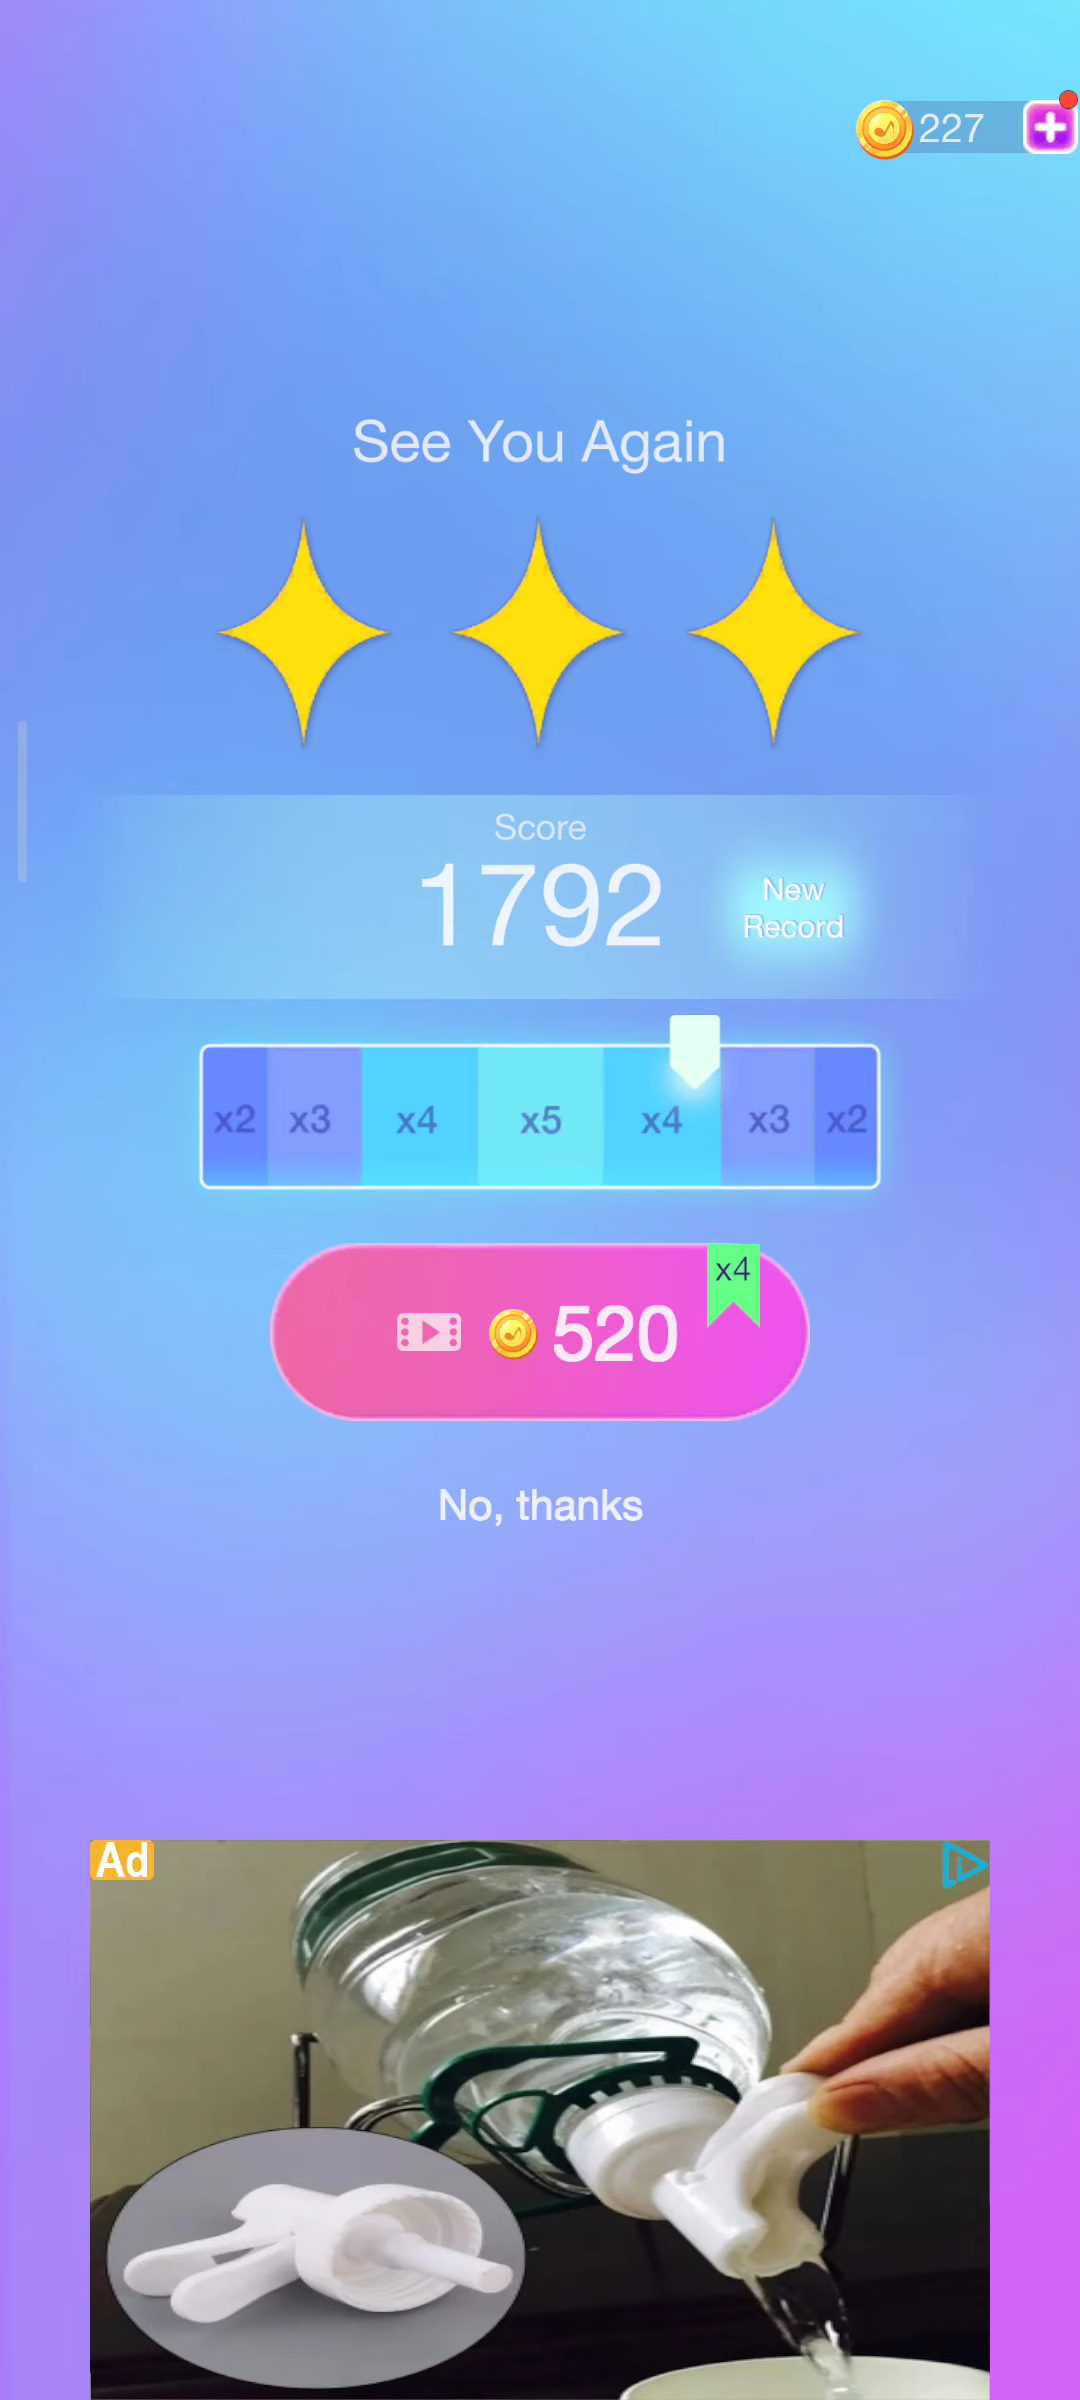 227
See You Again
Score
1792
New
Record
x2 x3 x4 x5 x4 x3 x2
x4
520
No, thanks
Ad